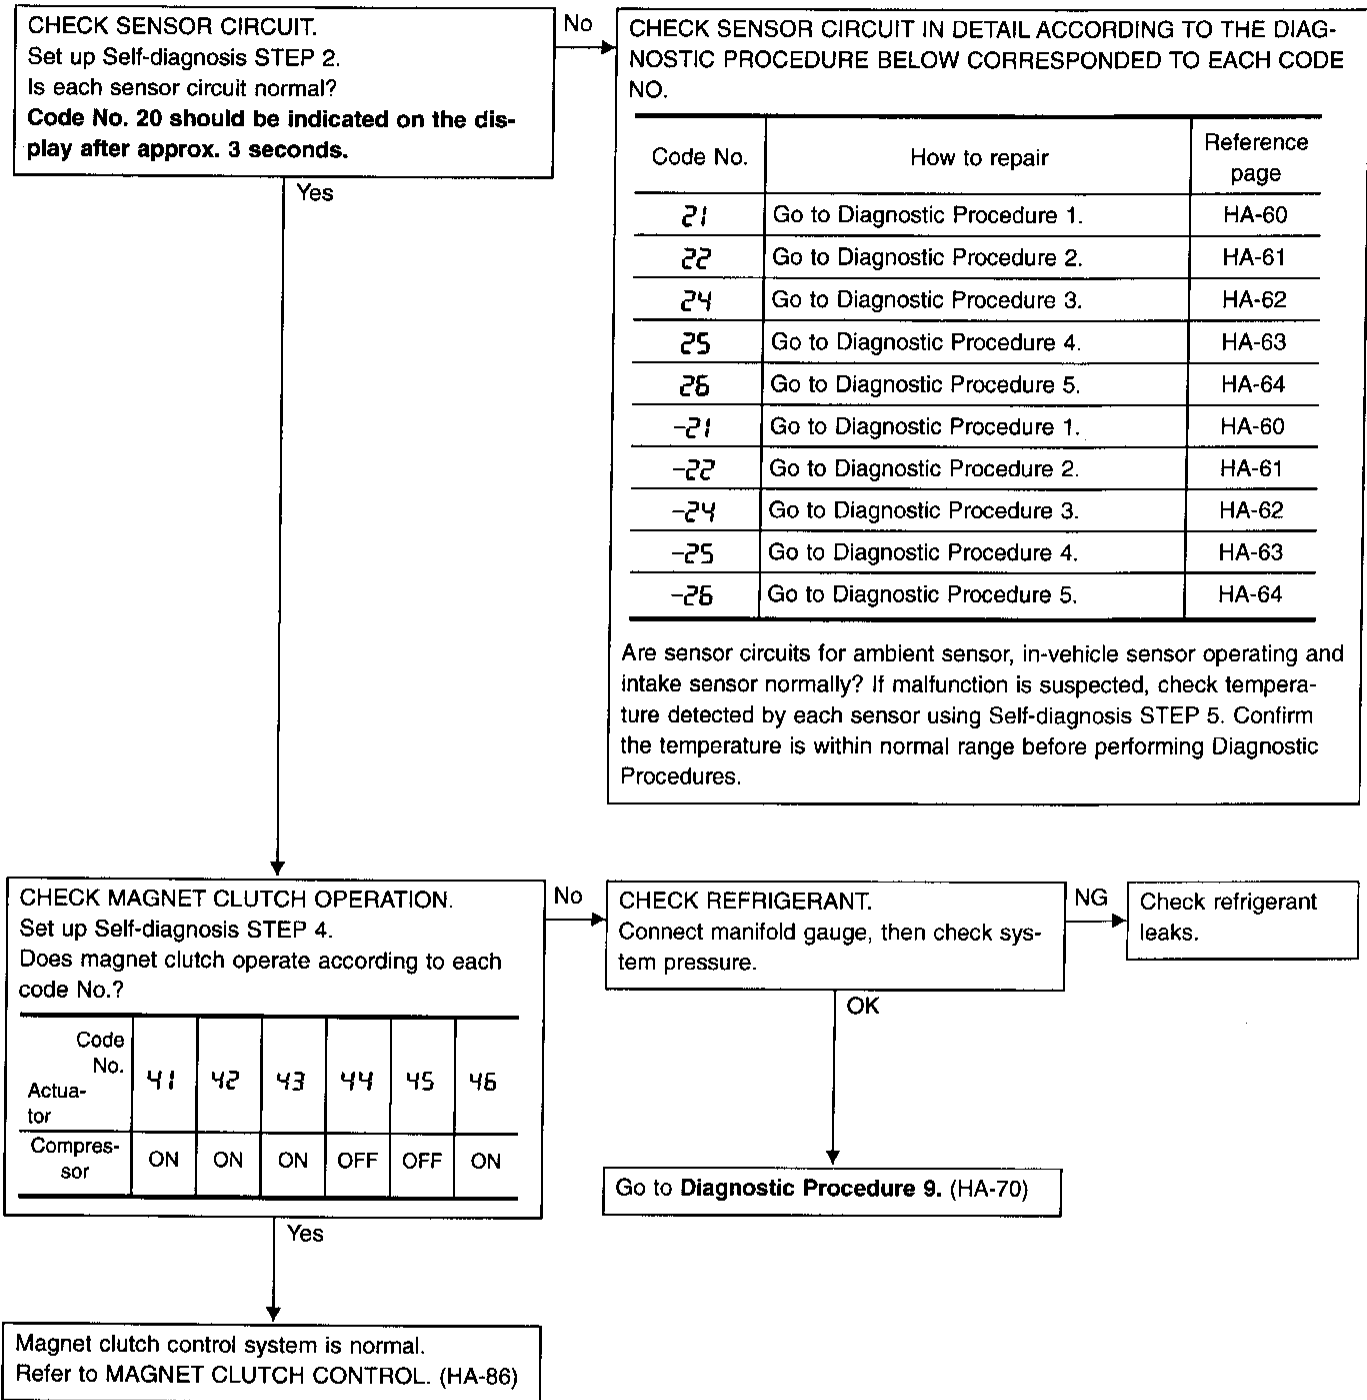 CHECK SENSOR CIRCUIT.
Set up Self-diagnosis STEP 2.
Is each sensor circuit normal?
Code No. 20 should be indicated on the dis-
play after approx. 3 seconds.
No
CHECK SENSOR CIRCUIT IN DETAIL ACCORDING TO THE DIAG-
NOSTIC PROCEDURE BELOW CORRESPONDED TO EACH CODE
NO.
Code No. How to repair Reference page
21 Go to Diagnostic Procedure 1. HA-60
22 Go to Diagnostic Procedure 2. HA-61
24 Go to Diagnostic Procedure 3. HA-62
25 Go to Diagnostic Procedure 4. HA-63
26 Go to Diagnostic Procedure 5. HA-64
-21 Go to Diagnostic Procedure 1. HA-60
-22 Go to Diagnostic Procedure 2. HA-61
-24 Go to Diagnostic Procedure 3. HA-62
-25 Go to Diagnostic Procedure 4. HA-63
-26 Go to Diagnostic Procedure 5. HA-64
Are sensor circuits for ambient sensor, in-vehicle sensor operating and
intake sensor normally? If malfunction is suspected, check tempera-
ture detected by each sensor using Self-diagnosis STEP 5. Confirm
the temperature is within normal range before performing Diagnostic
Procedures.
Yes
CHECK MAGNET CLUTCH OPERATION.
Set up Self-diagnosis STEP 4.
Does magnet clutch operate according to each
code No.?
Code
No.
Actua-
tor
41 42 43 44 45 46
Compres-
sor
ON ON ON OFF OFF ON
No
CHECK REFRIGERANT.
Connect manifold gauge, then check sys-
tem pressure.
NG
Check refrigerant
leaks.
OK
Go to Diagnostic Procedure 9. (HA-70)
Yes
Magnet clutch control system is normal.
Refer to MAGNET CLUTCH CONTROL. (HA-86)